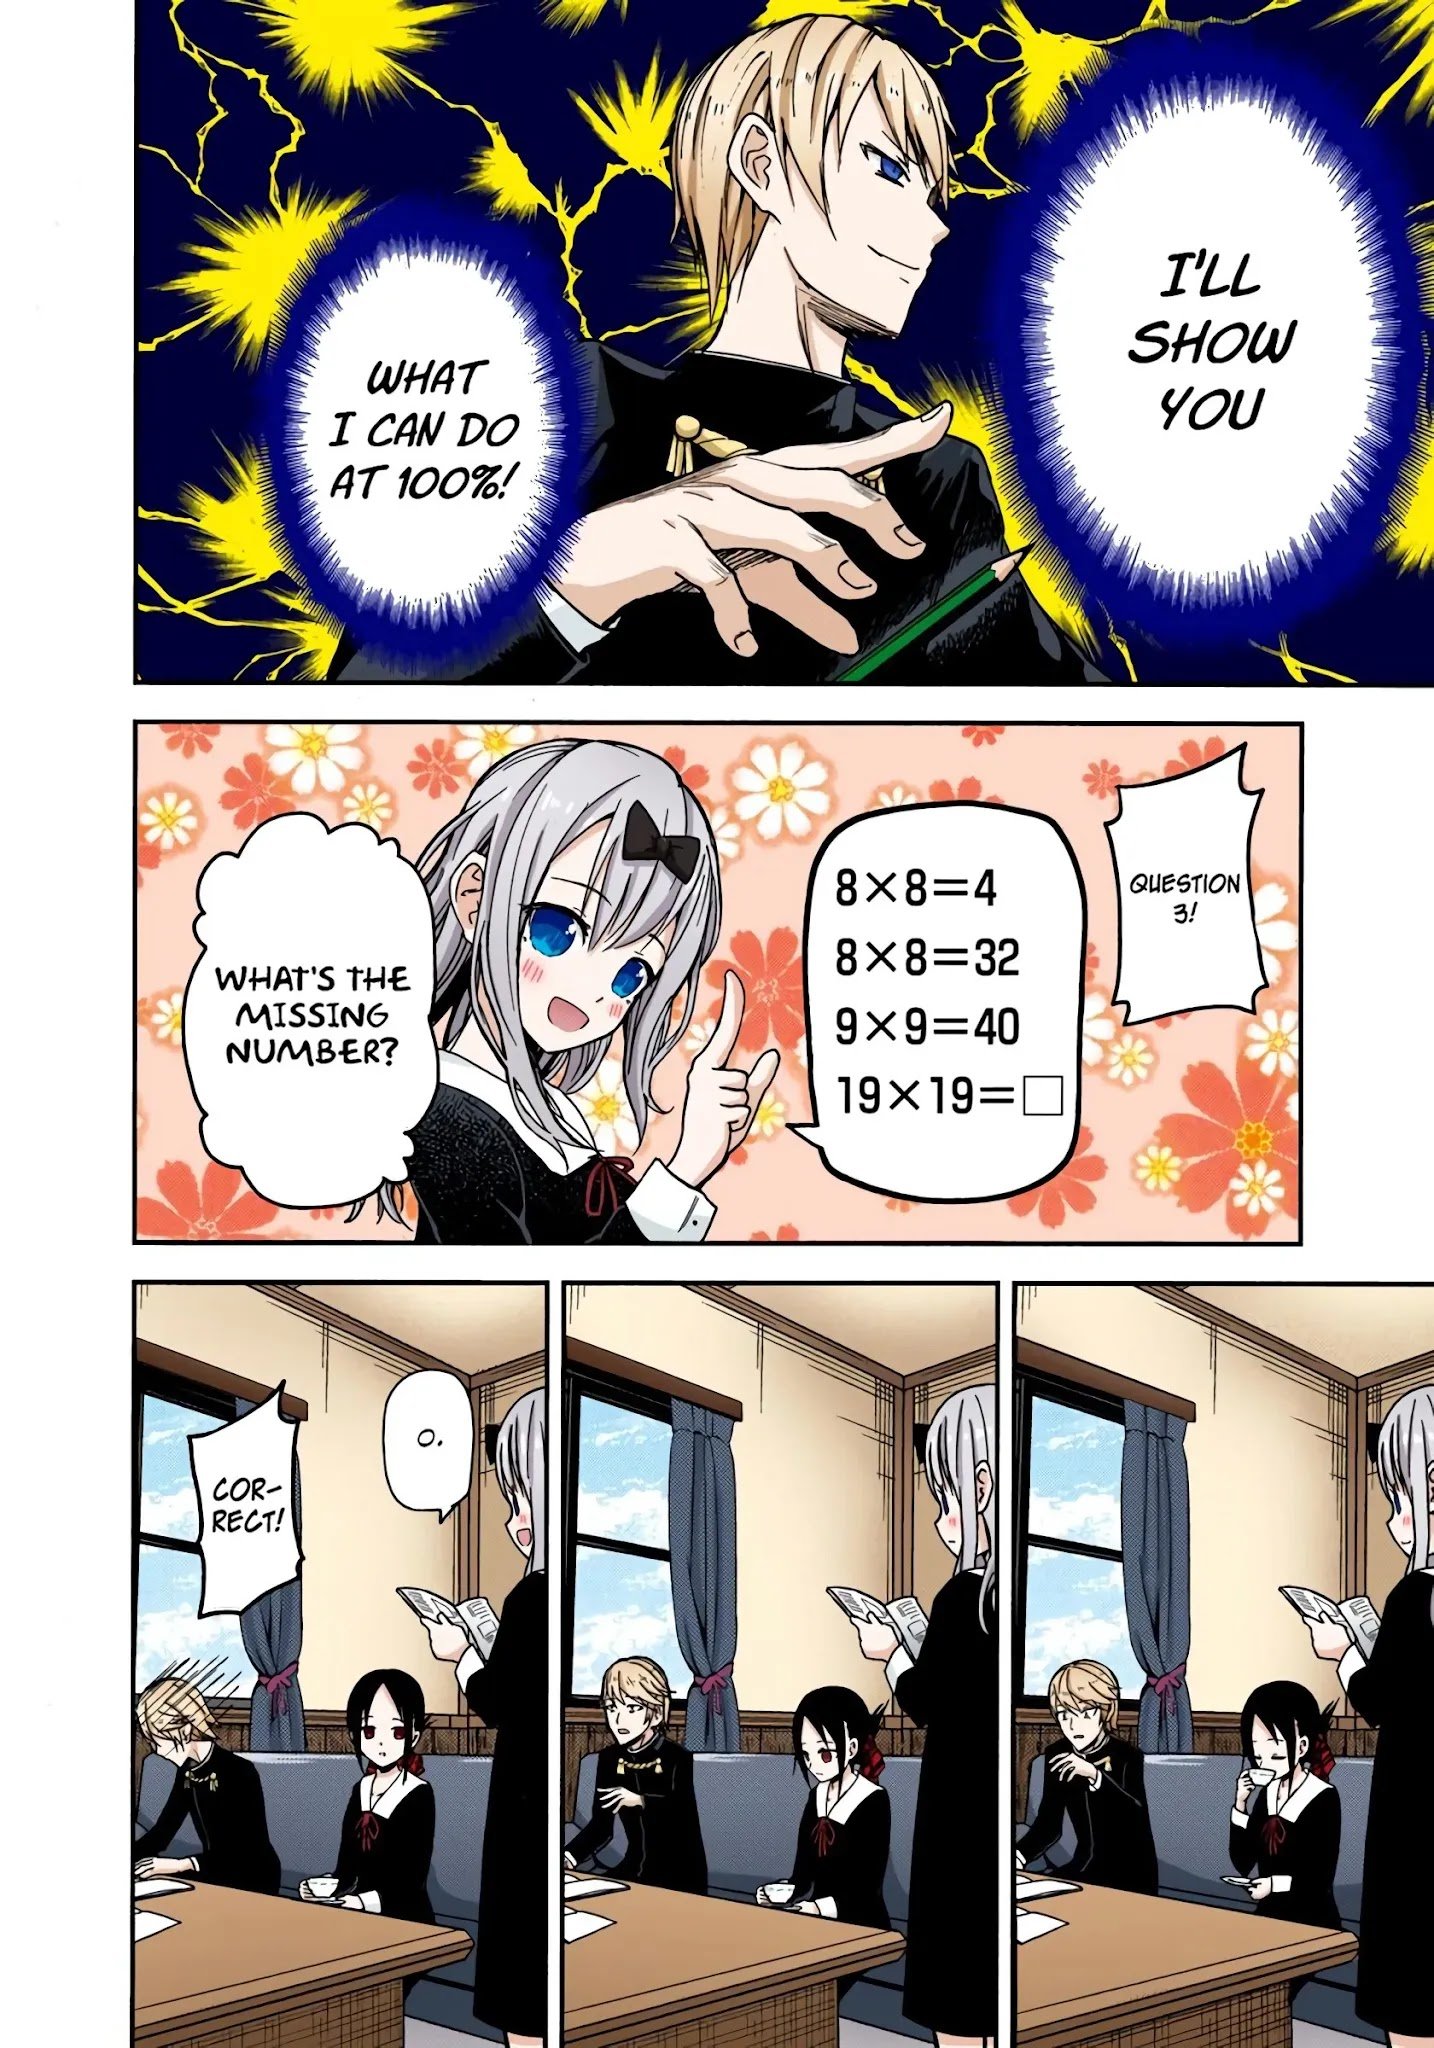 I'LL
SHOW
YOU
WHAT
I CAN DO
AT 100%!
QUESTION
3!
8×8=4
8×8=32
9×9=40
19×19=□
WHAT'S THE
MISSING
NUMBER?
0.
COR-
RECT!